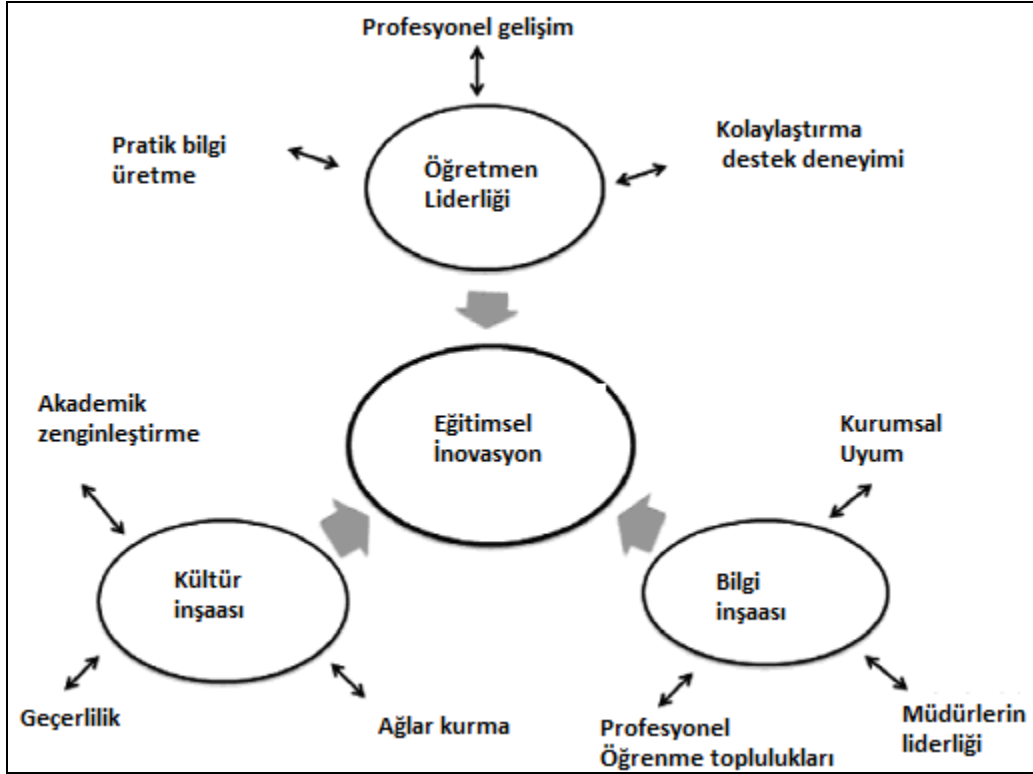 Profesyonel gelişim
Pratik bilgi
üretme
Kolaylaştırma
destek deneyimi
Öğretmen
Liderliği
Akademik
zenginleştirme
Eğitimsel
İnovasyon
Kurumsal
Uyum
Kültür
inşaası
Bilgi
inşaası
Geçerlilik
Ağlar kurma
Profesyonel
Öğrenme toplulukları
Müdürlerin
liderliği